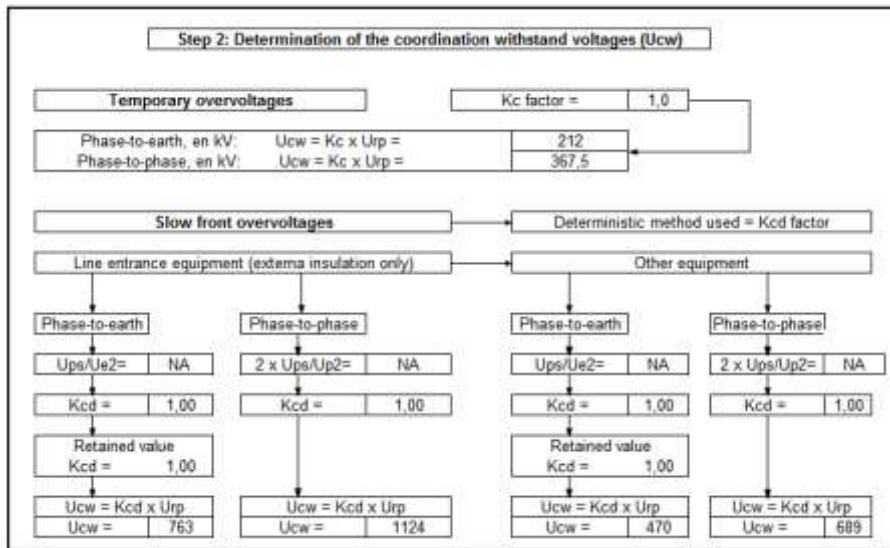 Step 2: Determination of the coordination withstand voltages (Ucw)
Temporary overvoltages
Kc factor = 1,0
Phase-to-earth, en kV: Ucw = Kc x Urp = 212
Phase-to-phase, en kV: Ucw = Kc x Urp = 367,5
Slow front overvoltages
Deterministic method used = Kcd factor
Line entrance equipment (externa insulation only)
Other equipment
Phase-to-earth Phase-to-phase Phase-to-earth Phase-to-phase
Ups/Ue2= NA 2 x Ups/Up2= NA Ups/Ue2= NA 2 x Ups/Up2= NA
Kcd = 1,00 Kcd = 1,00 Kcd = 1,00 Kcd = 1,00
Retained value Retained value
Kcd = 1,00 Kcd = 1,00
Ucw = Kcd x Urp Ucw = Kcd x Urp Ucw = Kcd x Urp Ucw = Kcd x Urp
Ucw = 763 Ucw = 1124 Ucw = 470 Ucw = 689